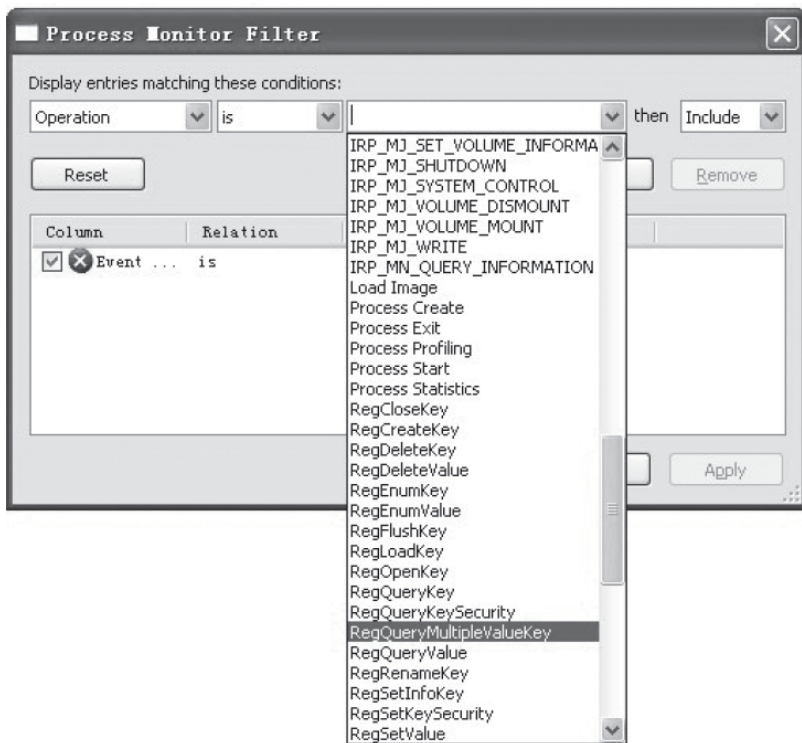 Process Monitor Filter
Display entries matching these conditions:
Operation is then Include
Reset Remove
Column Relation
Event ... is
IRP_MJ_SET_VOLUME_INFORMA
IRP_MJ_SHUTDOWN
IRP_MJ_SYSTEM_CONTROL
IRP_MJ_VOLUME_DISMOUNT
IRP_MJ_VOLUME_MOUNT
IRP_MJ_WRITE
IRP_MN_QUERY_INFORMATION
Load Image
Process Create
Process Exit
Process Profiling
Process Start
Process Statistics
RegCloseKey
RegCreateKey
RegDeleteKey
RegDeleteValue
RegEnumKey
RegEnumValue
RegFlushKey
RegLoadKey
RegOpenKey
RegQueryKey
RegQueryKeySecurity
RegQueryMultipleValueKey
RegQueryValue
RegRenameKey
RegSetInfoKey
RegSetKeySecurity
RegSetValue
Apply